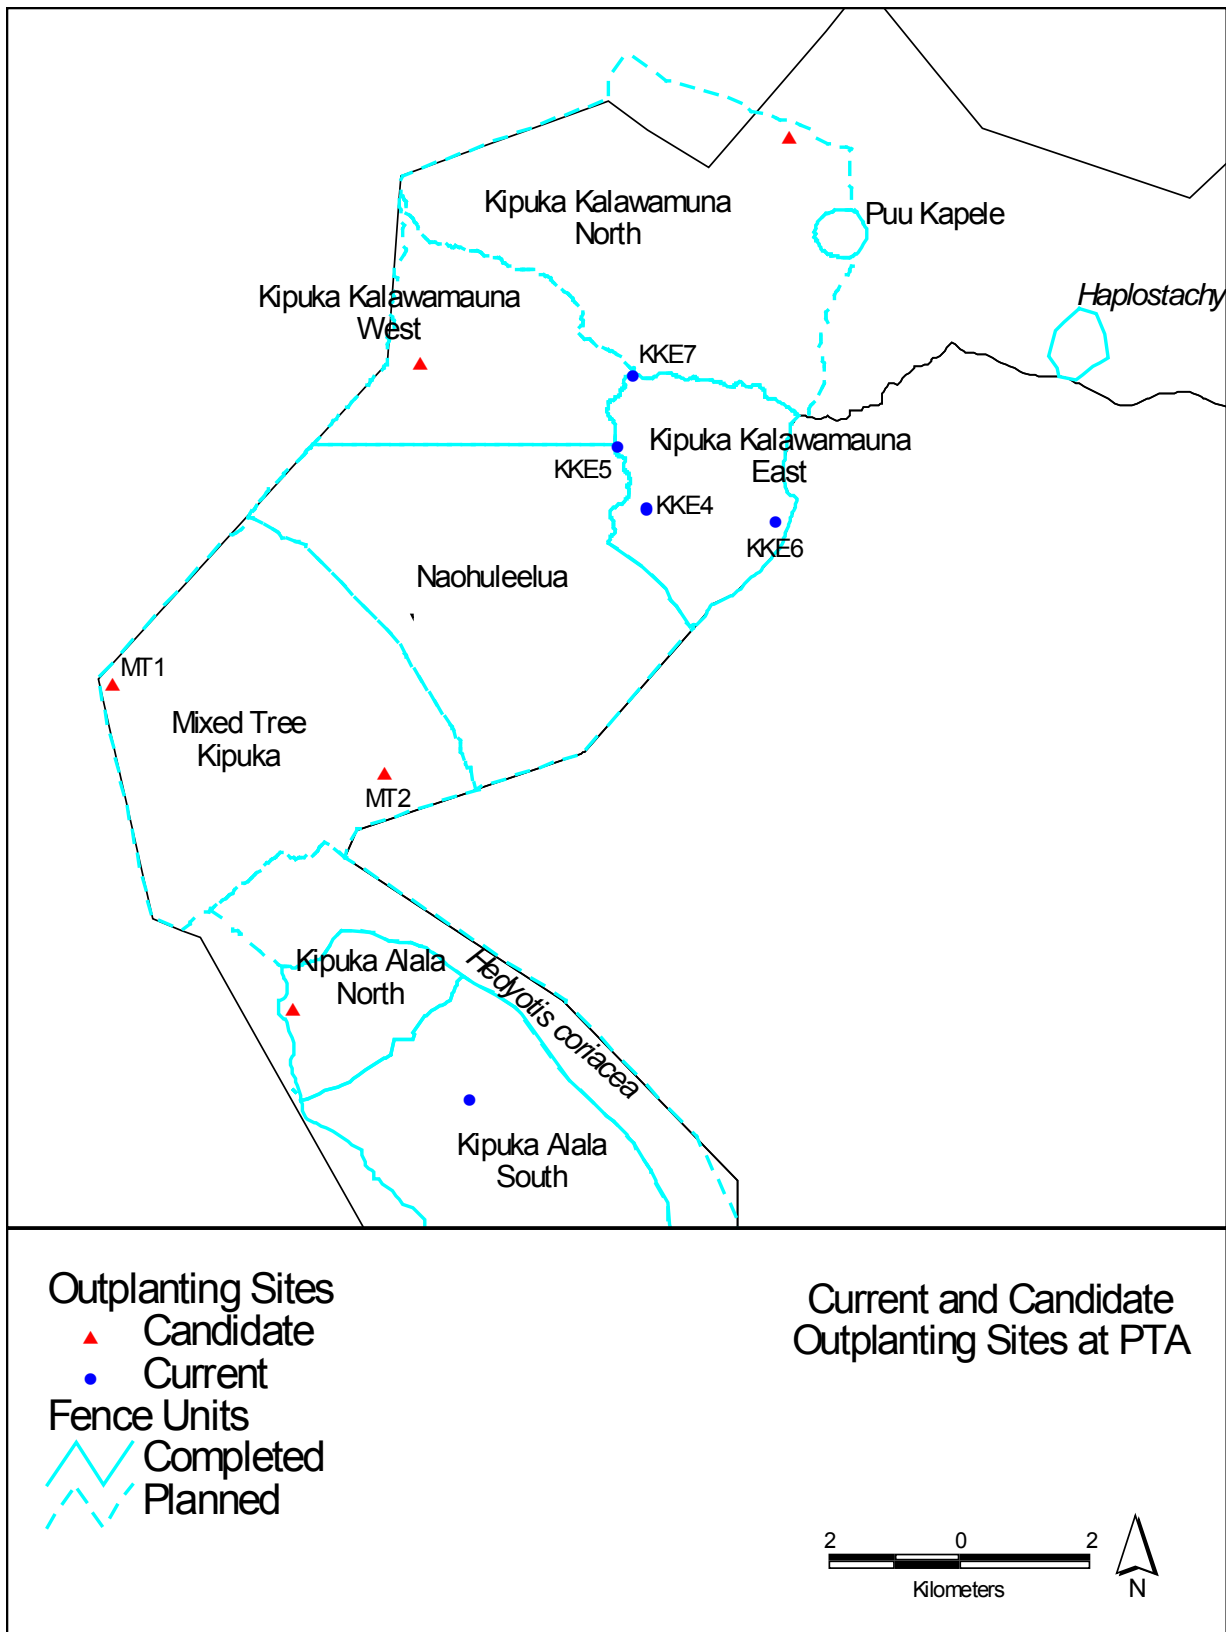 Kipuka Kalawamuna
North
Puu Kapele
Kipuka Kalawamauna
West
Haplostachy
KKE7
Kipuka Kalawamauna
East
KKE5
KKE4
KKE6
Naohuleelua
MT1
Mixed Tree
Kipuka
MT2
Kipuka Alala
North
Hedyotis coriacea
Kipuka Alala
South
Outplanting Sites
Candidate
Current
Fence Units
Completed
Planned
Current and Candidate
Outplanting Sites at PTA
2 0 2
Kilometers
N